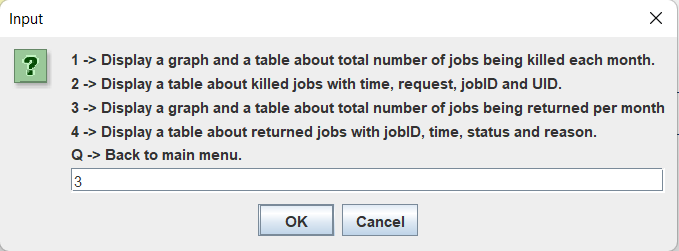 Input
1 -> Display a graph and a table about total number of jobs being killed each month.
2 -> Display a table about killed jobs with time, request, jobID and UID.
3 -> Display a graph and a table about total number of jobs being returned per month
4 -> Display a table about returned jobs with jobID, time, status and reason.
Q -> Back to main menu.
3
OK Cancel